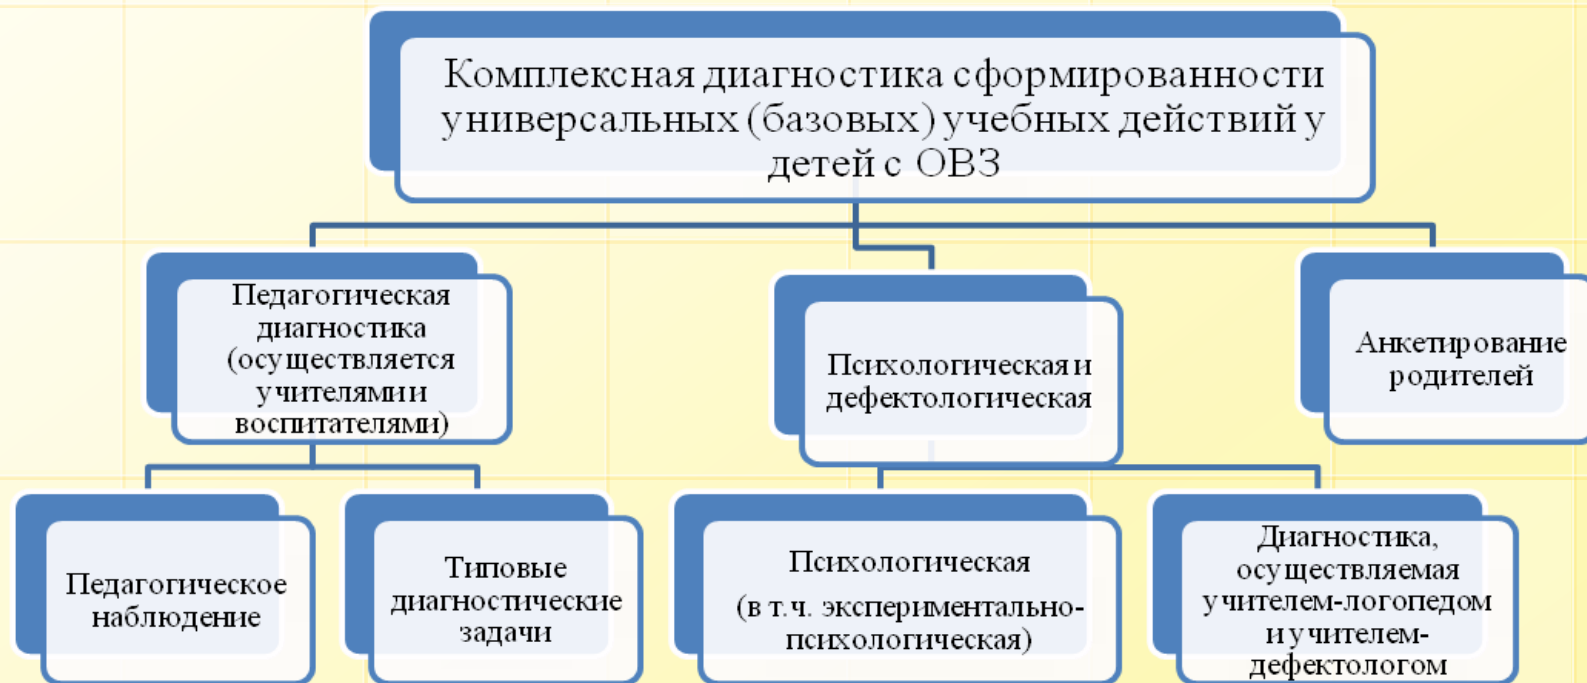 Комплексная диагностика сформированности
универсальных (базовых) учебных действий у
детей с ОВЗ
Педагогическая
диагностика
(осуществляется
учителями и
воспитателями)
Психологическая и
дефектологическая
Анкетирование
родителей
Педагогическое
наблюдение
Типовые
диагностические
задачи
Психологическая
(в т.ч. экспериментально-
психологическая)
Диагностика,
осуществляемая
учителем-логопедом
и учителем-
дефектологом